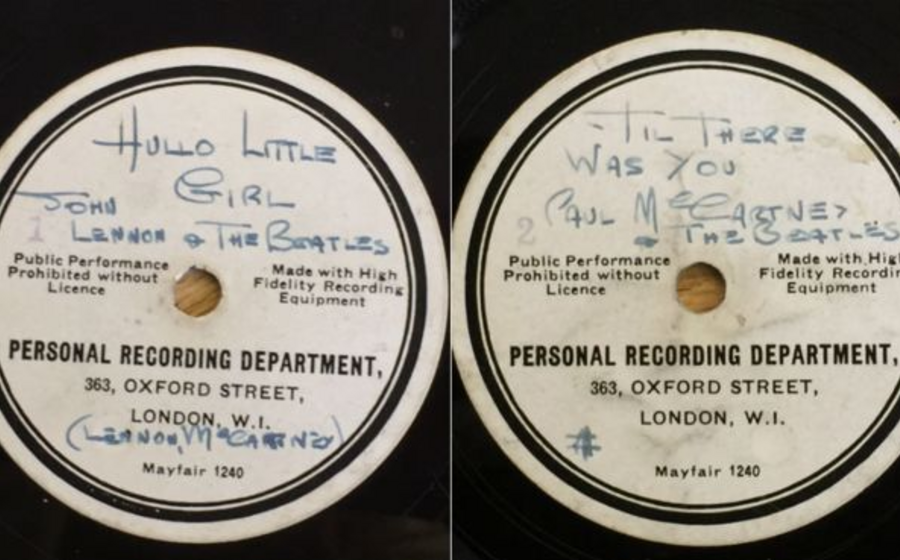 HULLO LITTLE
GIRL
JOHN
1 LENNON & THE BEATLES
Public Performance
Prohibited without
Licence
Made with High
Fidelity Recording
Equipment
PERSONAL RECORDING DEPARTMENT,
363, OXFORD STREET,
LONDON, W.I.
(LENNON, McCARTNEY)
Mayfair 1240
'TIL THERE
WAS YOU
2 PAUL McCARTNEY
& THE BEATLES
Public Performance
Prohibited without
Licence
Made with High
Fidelity Recordin
Equipment
PERSONAL RECORDING DEPARTMENT,
363, OXFORD STREET,
LONDON, W.I.
Mayfair 1240